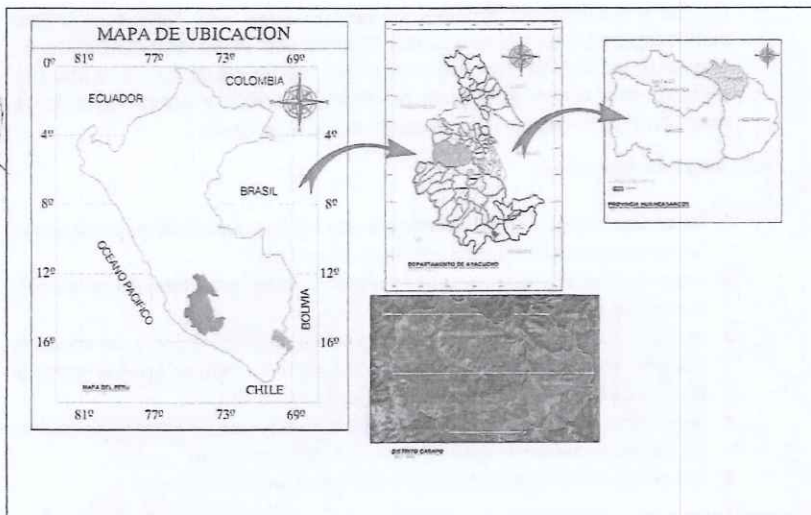 MAPA DE UBICACION
81º 77º 73º 69º
0º
COLOMBIA
ECUADOR
4º 4º
BRASIL
8º 8º
OCEANO PACIFICO
12º 12º
BOLIVIA
16º 16º
MAPA DEL PERU
CHILE
81º 77º 73º 69º
DEPARTAMENTO DE AYACUCHO
PROVINCIA HUANCASANCOS
DISTRITO CARAPO